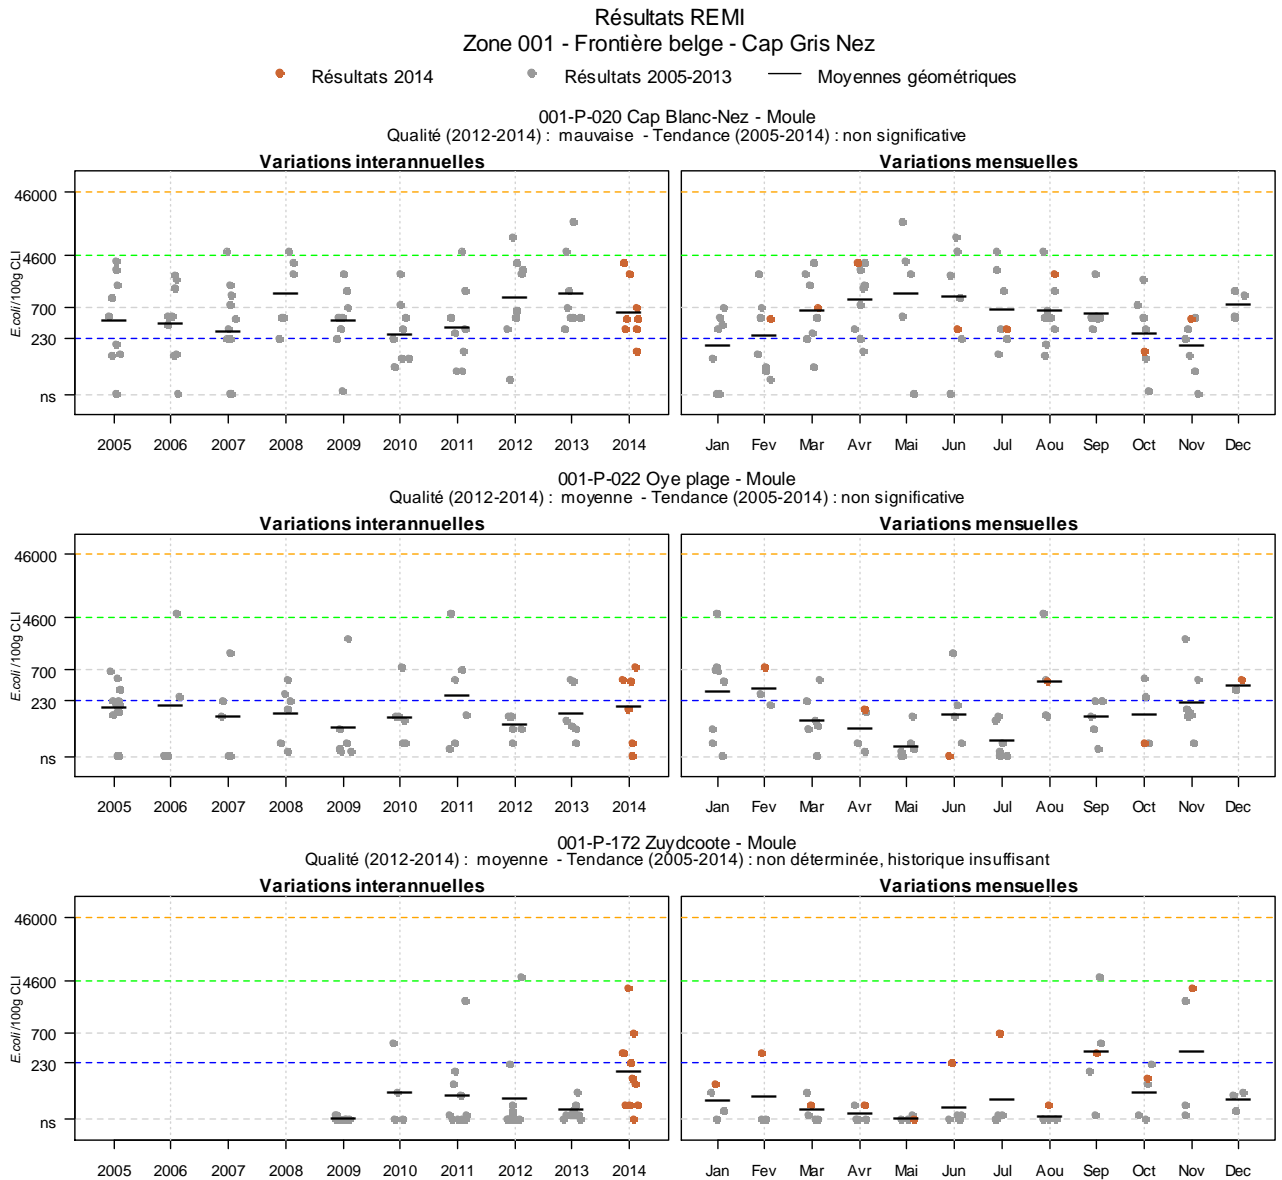 Résultats REMI
Zone 001 - Frontière belge - Cap Gris Nez
Résultats 2014 Résultats 2005-2013 Moyennes géométriques
001-P-020 Cap Blanc-Nez - Moule
Qualité (2012-2014) : mauvaise - Tendance (2005-2014) : non significative
Variations interannuelles Variations mensuelles
46000
4600
700
230
ns
E.coli/100g CLI
2005 2006 2007 2008 2009 2010 2011 2012 2013 2014 Jan Fev Mar Avr Mai Jun Jul Aou Sep Oct Nov Dec
001-P-022 Oye plage - Moule
Qualité (2012-2014) : moyenne - Tendance (2005-2014) : non significative
Variations interannuelles Variations mensuelles
46000
4600
700
230
ns
E.coli/100g CLI
2005 2006 2007 2008 2009 2010 2011 2012 2013 2014 Jan Fev Mar Avr Mai Jun Jul Aou Sep Oct Nov Dec
001-P-172 Zuydcoote - Moule
Qualité (2012-2014) : moyenne - Tendance (2005-2014) : non déterminée, historique insuffisant
Variations interannuelles Variations mensuelles
46000
4600
700
230
ns
E.coli/100g CLI
2005 2006 2007 2008 2009 2010 2011 2012 2013 2014 Jan Fev Mar Avr Mai Jun Jul Aou Sep Oct Nov Dec